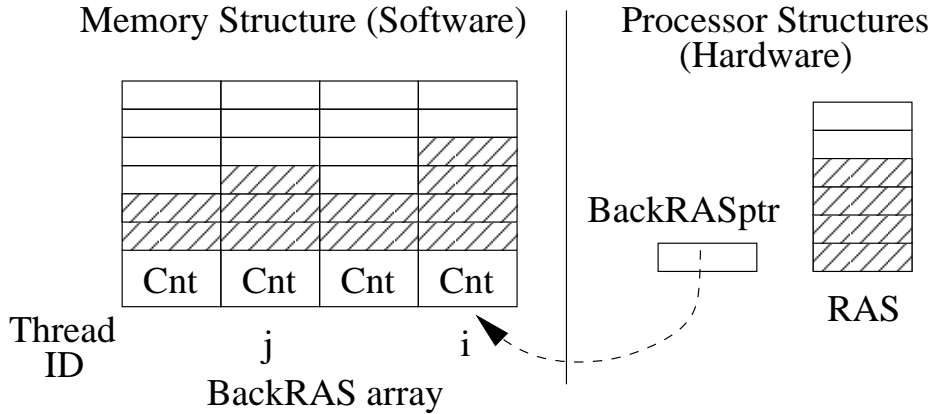 Memory Structure (Software)
Processor Structures
(Hardware)
BackRASptr
Cnt Cnt Cnt Cnt
RAS
Thread
ID
j i
BackRAS array